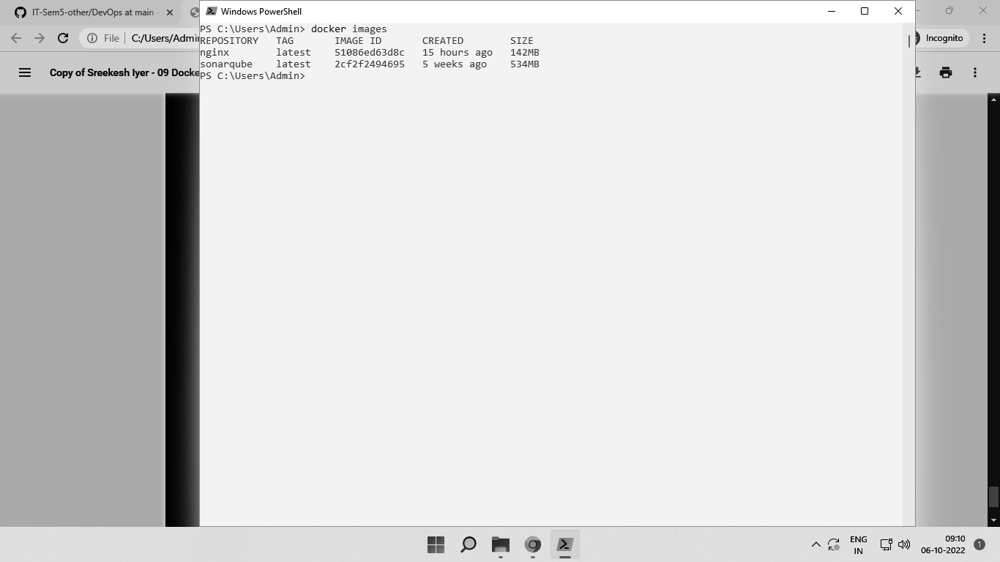 IT-Sem5-other/DevOps at main ·
Windows PowerShell
File
C:/Users/Admi
Incognito
Copy of Sreekesh Iyer - 09 Docke
PS C:\Users\Admin> docker images
REPOSITORY TAG IMAGE ID CREATED SIZE
nginx latest 51086ed63d8c 15 hours ago 142MB
sonarqube latest 2cf2f2494695 5 weeks ago 534MB
PS C:\Users\Admin>
ENG
IN
09:10
06-10-2022
1